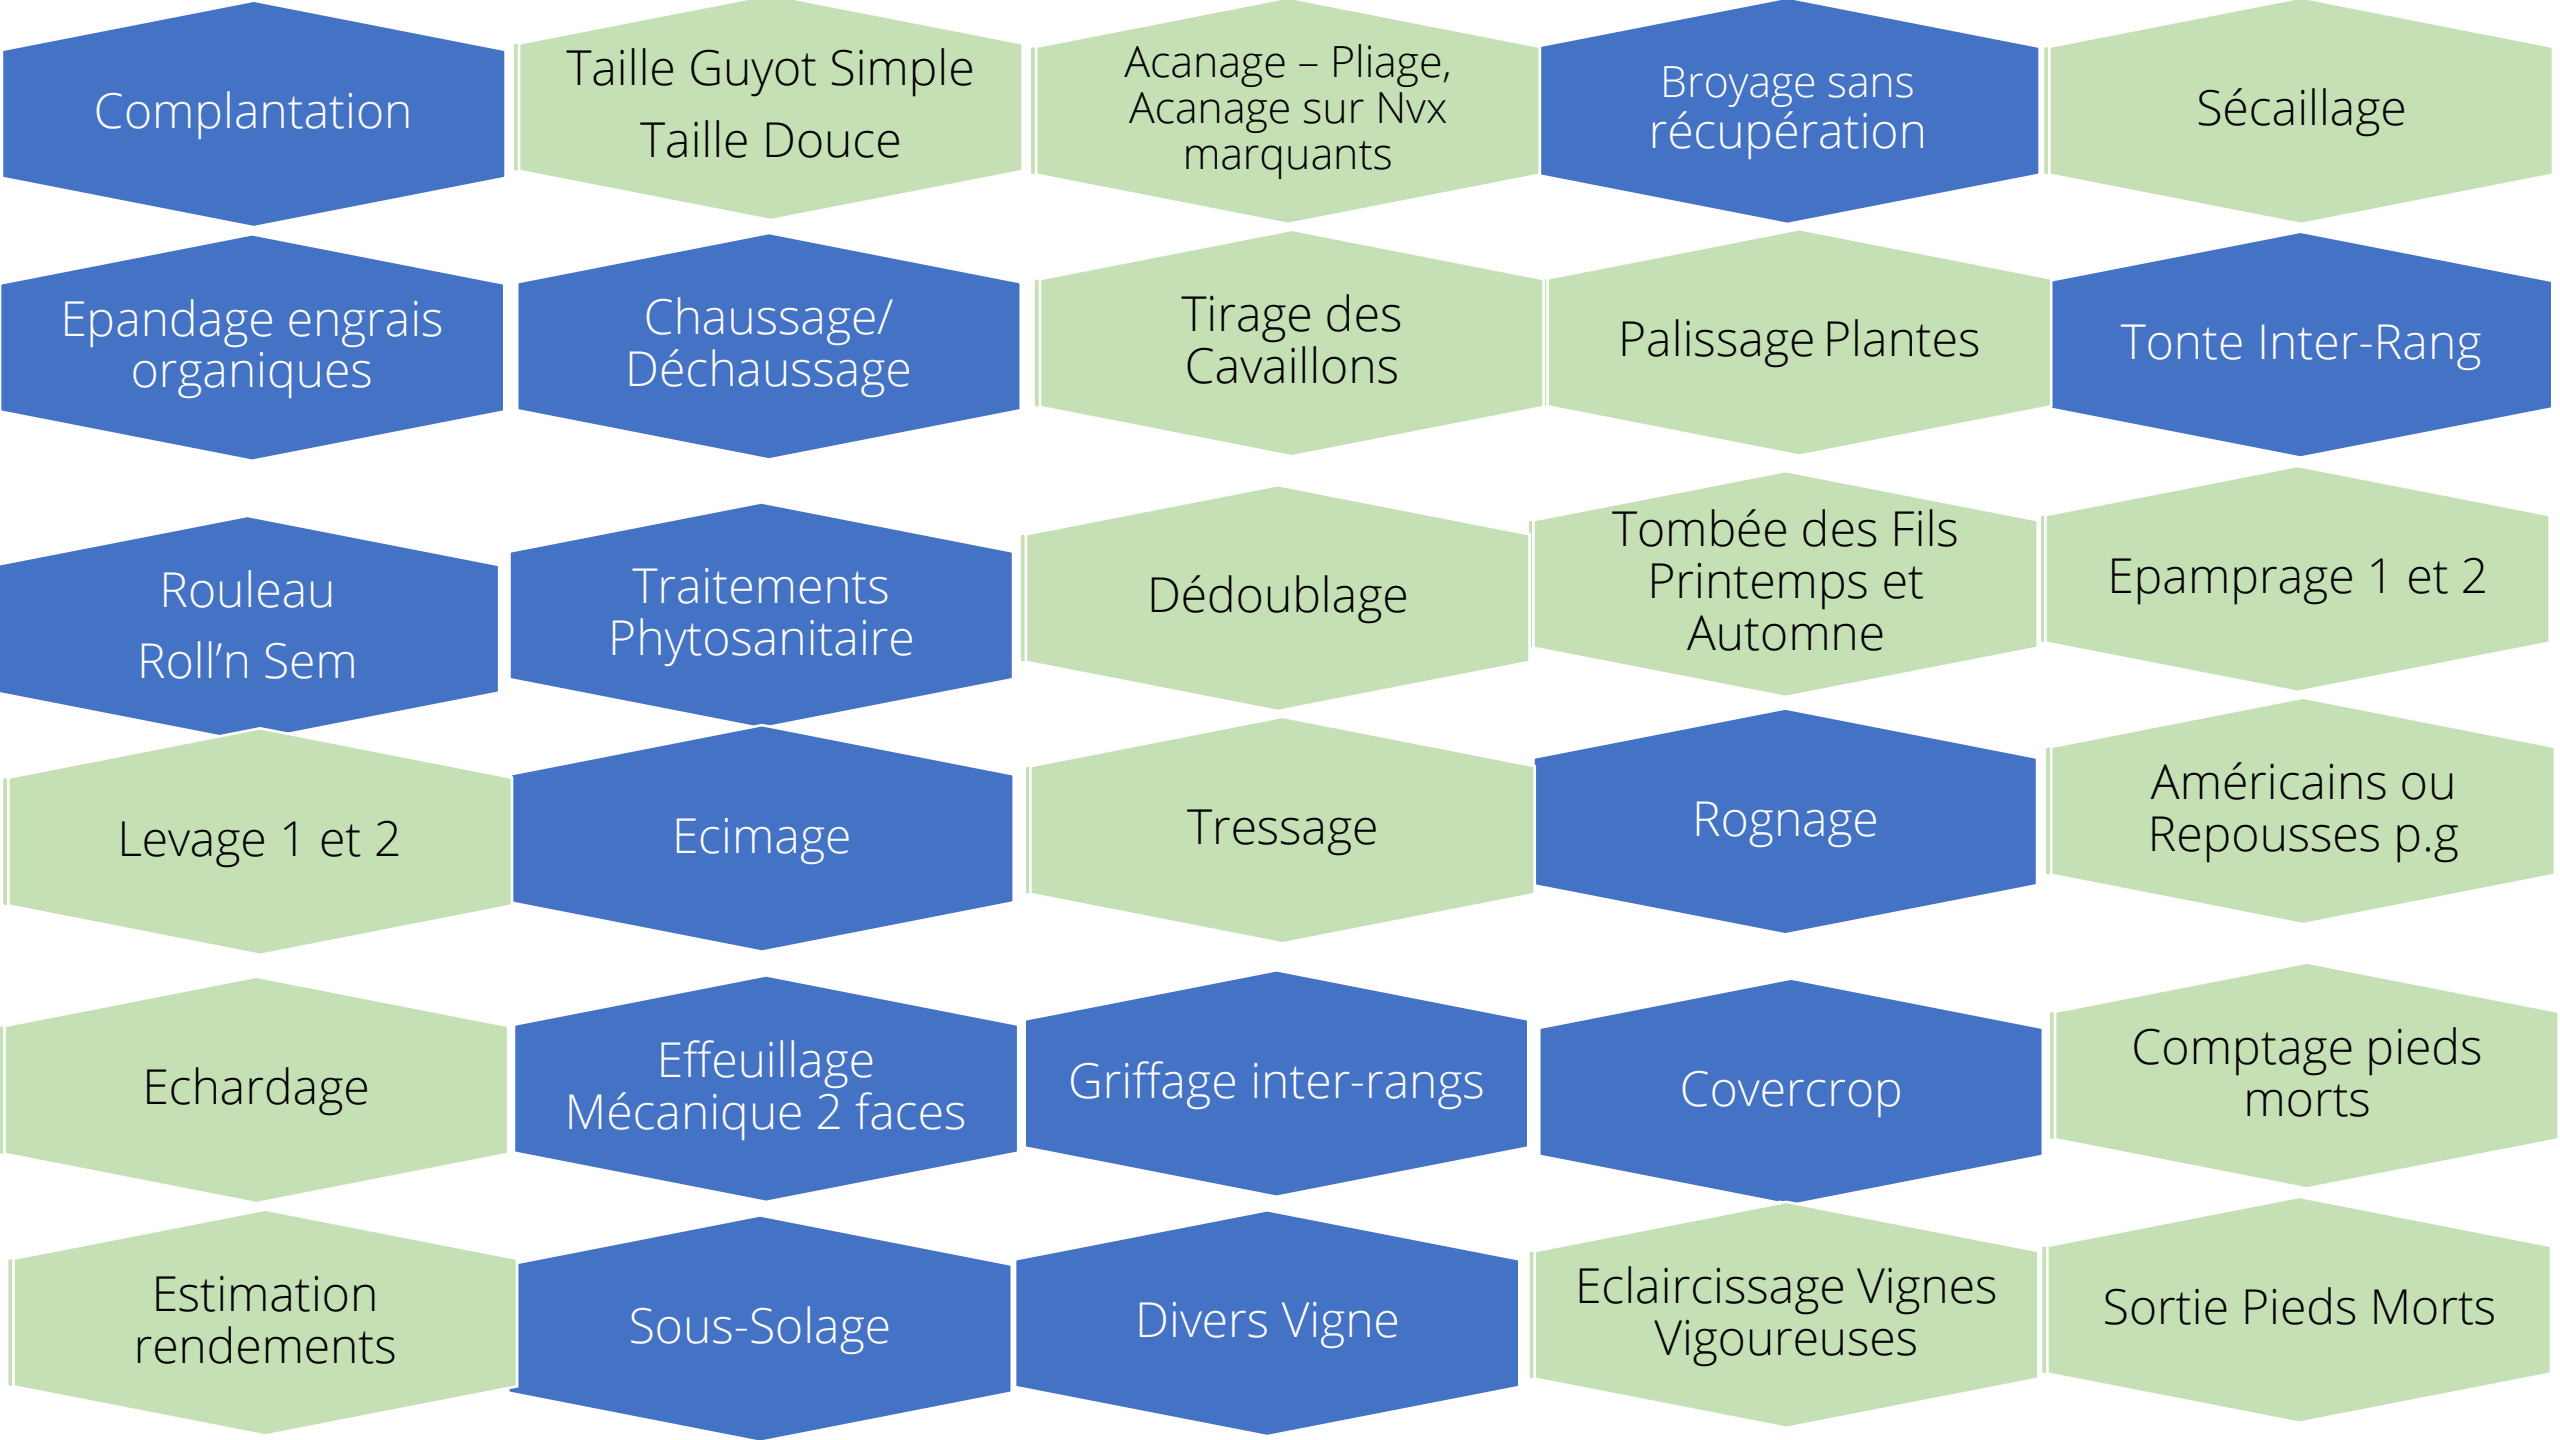 Complantation
Taille Guyot Simple
Taille Douce
Acanage – Pliage,
Acanage sur Nvx
marquants
Broyage sans
récupération
Sécaillage
Epandage engrais
organiques
Chaussage/
Déchaussage
Tirage des
Cavaillons
Palissage Plantes
Tonte Inter-Rang
Rouleau
Roll’n Sem
Traitements
Phytosanitaire
Dédoublage
Tombée des Fils
Printemps et
Automne
Epamprage 1 et 2
Levage 1 et 2
Ecimage
Tressage
Rognage
Américains ou
Repousses p.g
Echardage
Effeuillage
Mécanique 2 faces
Griffage inter-rangs
Covercrop
Comptage pieds
morts
Estimation
rendements
Sous-Solage
Divers Vigne
Eclaircissage Vignes
Vigoureuses
Sortie Pieds Morts